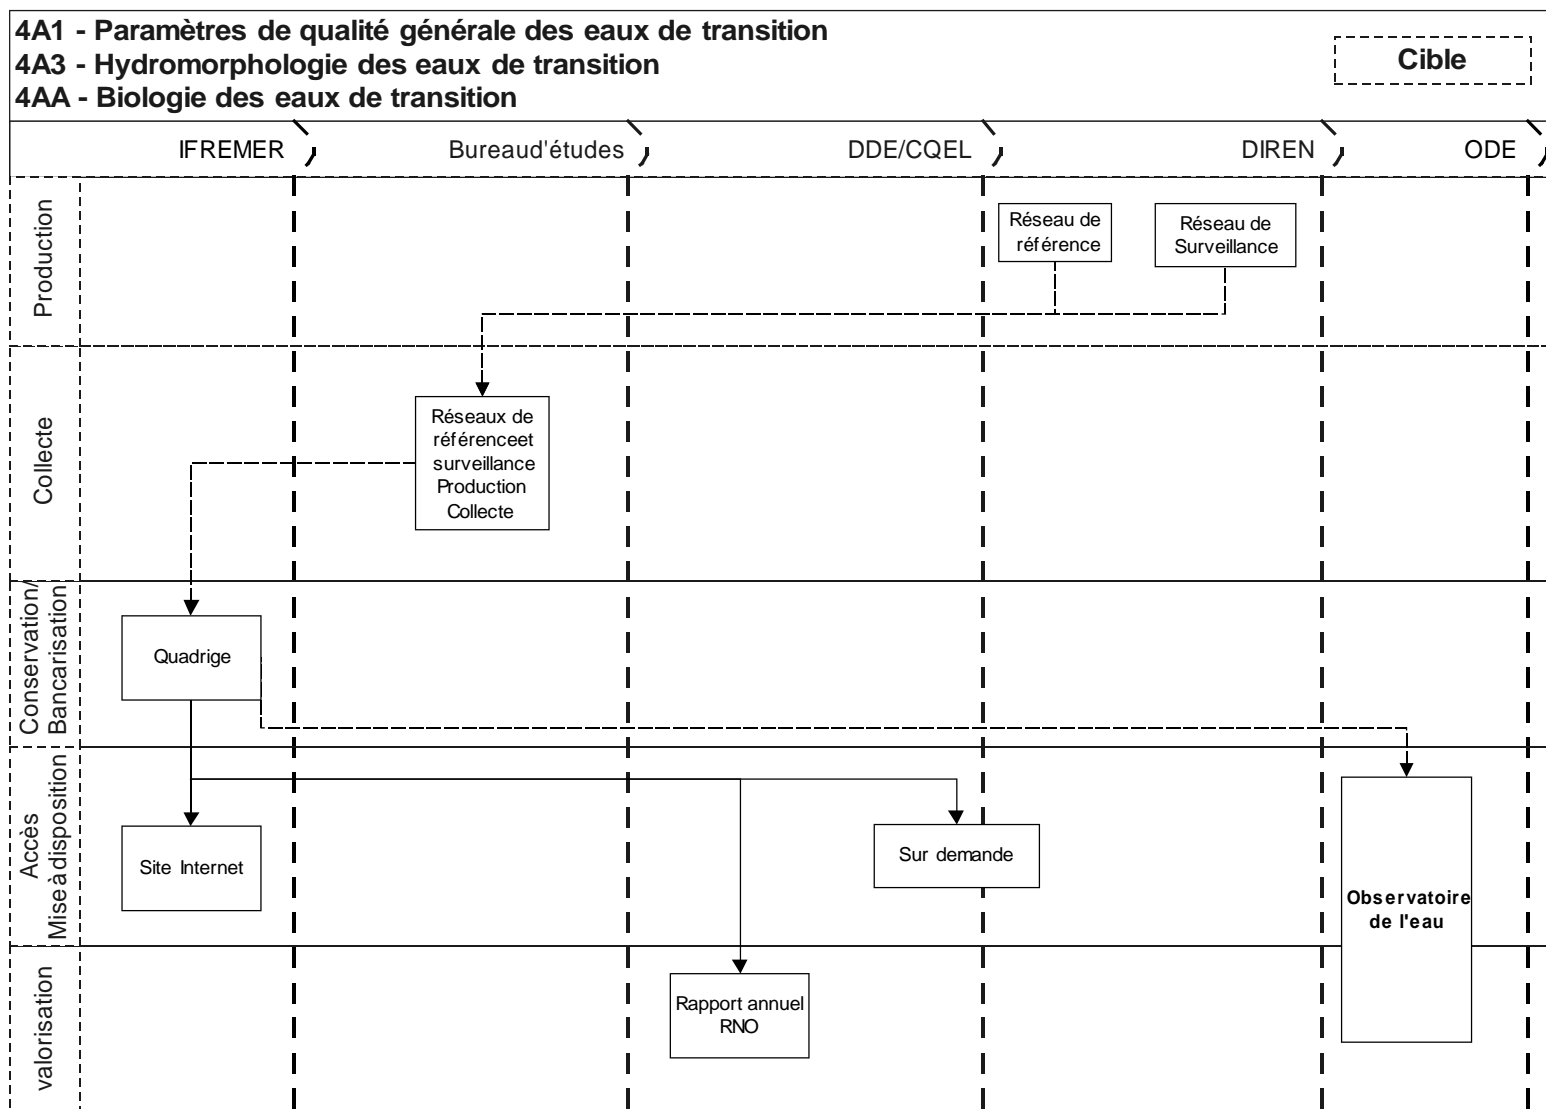 4A1 - Paramètres de qualité générale des eaux de transition
4A3 - Hydromorphologie des eaux de transition
4AA - Biologie des eaux de transition
Cible
IFREMER
Bureaud'études
DDE/CQEL
DIREN
ODE
Production
Réseau de
référence
Réseau de
Surveillance
Collecte
Réseaux de
référenceet
surveillance
Production
Collecte
Conservation/
Bancarisation
Quadrige
Accès
Mise à disposition
Site Internet
Sur demande
Observatoire
de l'eau
valorisation
Rapport annuel
RNO